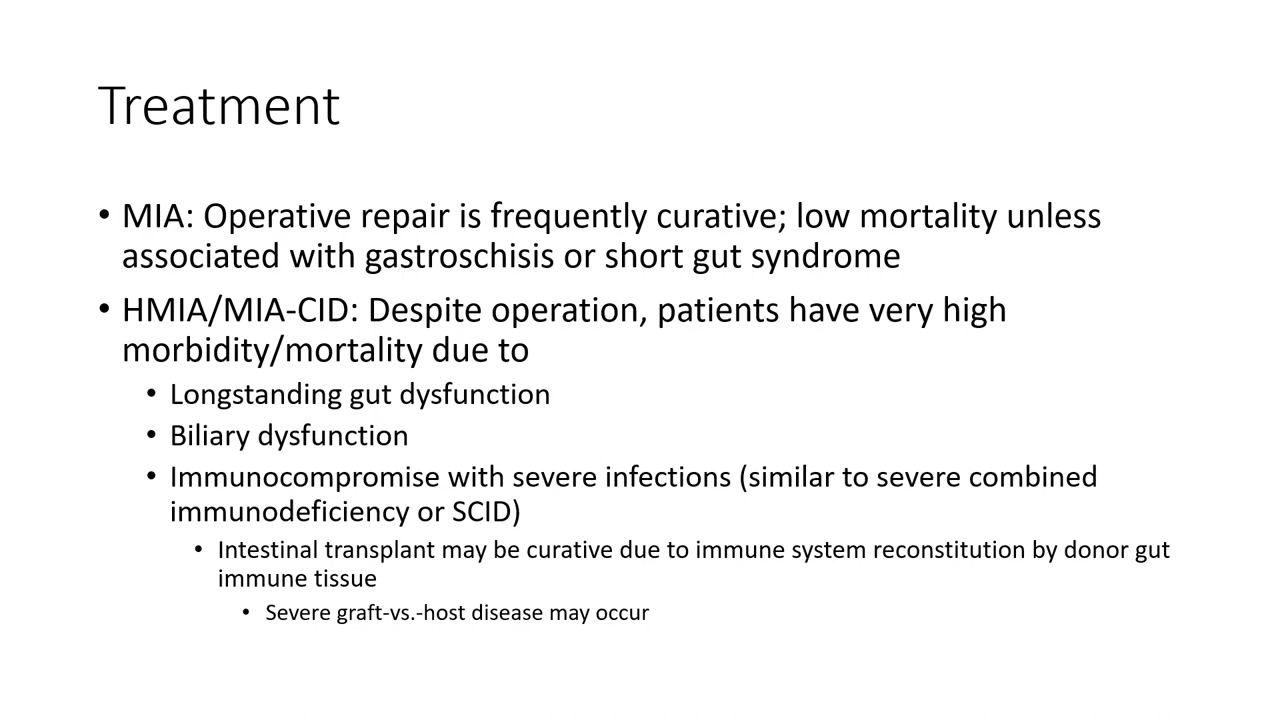 Treatment
• MIA: Operative repair is frequently curative; low mortality unless
associated with gastroschisis or short gut syndrome
• HMIA/MIA-CID: Despite operation, patients have very high
morbidity/mortality due to
• Longstanding gut dysfunction
• Biliary dysfunction
• Immunocompromise with severe infections (similar to severe combined
immunodeficiency or SCID)
• Intestinal transplant may be curative due to immune system reconstitution by donor gut
immune tissue
• Severe graft-vs.-host disease may occur